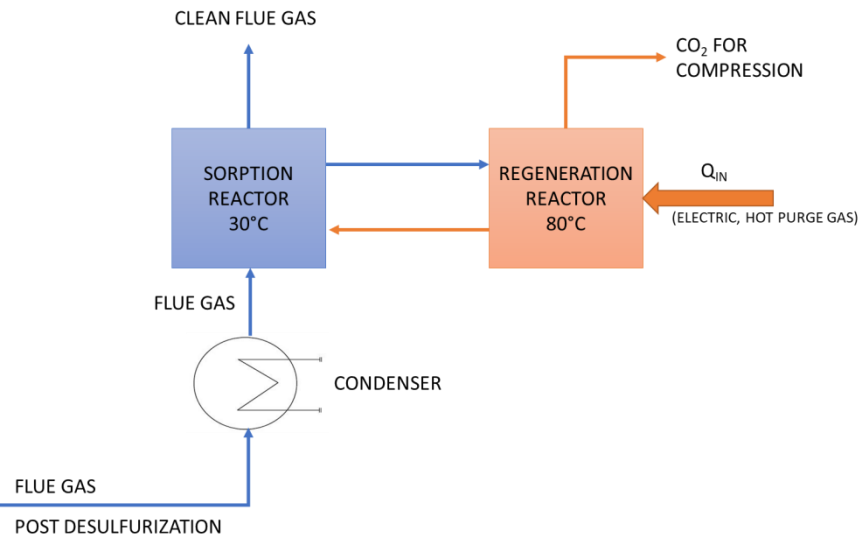 CLEAN FLUE GAS
CO₂ FOR
COMPRESSION
SORPTION
REACTOR
30°C
REGENERATION
REACTOR
80°C
Q_IN
(ELECTRIC, HOT PURGE GAS)
FLUE GAS
CONDENSER
FLUE GAS
POST DESULFURIZATION